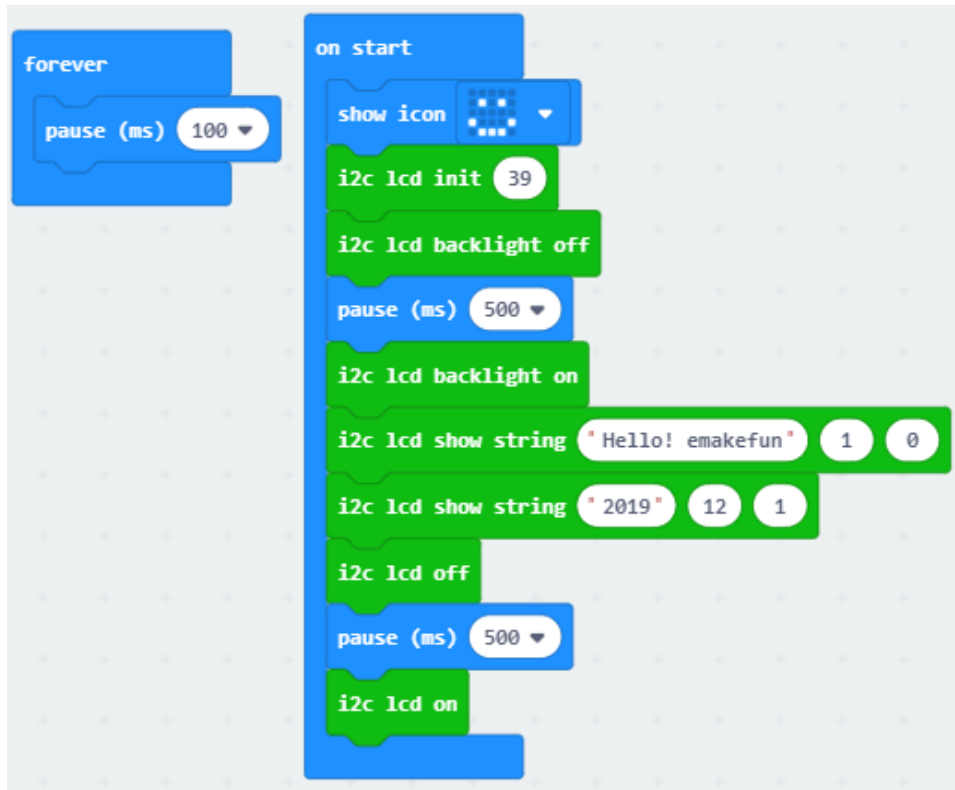 forever
pause (ms) 100
on start
show icon
i2c lcd init 39
i2c lcd backlight off
pause (ms) 500
i2c lcd backlight on
i2c lcd show string "Hello! emakefun" 1 0
i2c lcd show string "2019" 12 1
i2c lcd off
pause (ms) 500
i2c lcd on